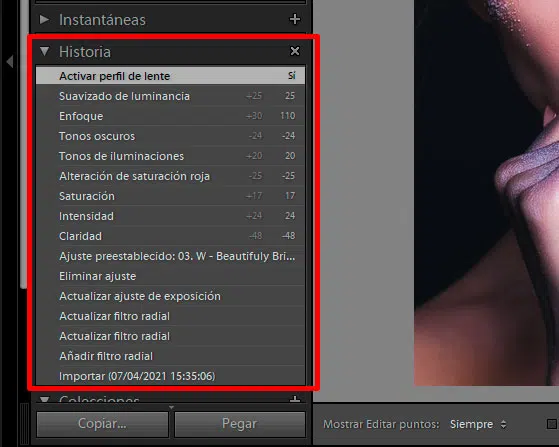 Instantáneas +
Historia ×
Activar perfil de lente Sí
Suavizado de luminancia +25 25
Enfoque +30 110
Tonos oscuros -24 -24
Tonos de iluminaciones +20 20
Alteración de saturación roja -25 -25
Saturación +17 17
Intensidad +24 24
Claridad -48 -48
Ajuste preestablecido: 03. W - Beautifuly Bri...
Eliminar ajuste
Actualizar ajuste de exposición
Actualizar filtro radial
Actualizar filtro radial
Añadir filtro radial
Importar (07/04/2021 15:35:06)
Colecciones +
Copiar... Pegar
Mostrar Editar puntos: Siempre